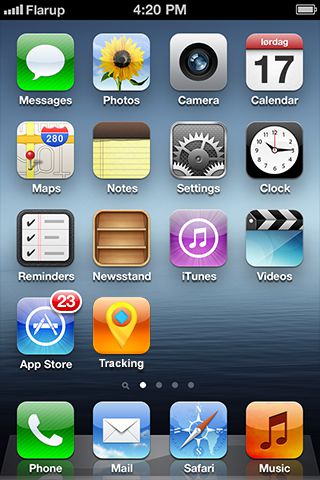 Flarup 4:20 PM
lørdag
17
Messages Photos Camera Calendar
280
Maps Notes Settings Clock
Reminders Newsstand iTunes Videos
23
App Store Tracking
Phone Mail Safari Music